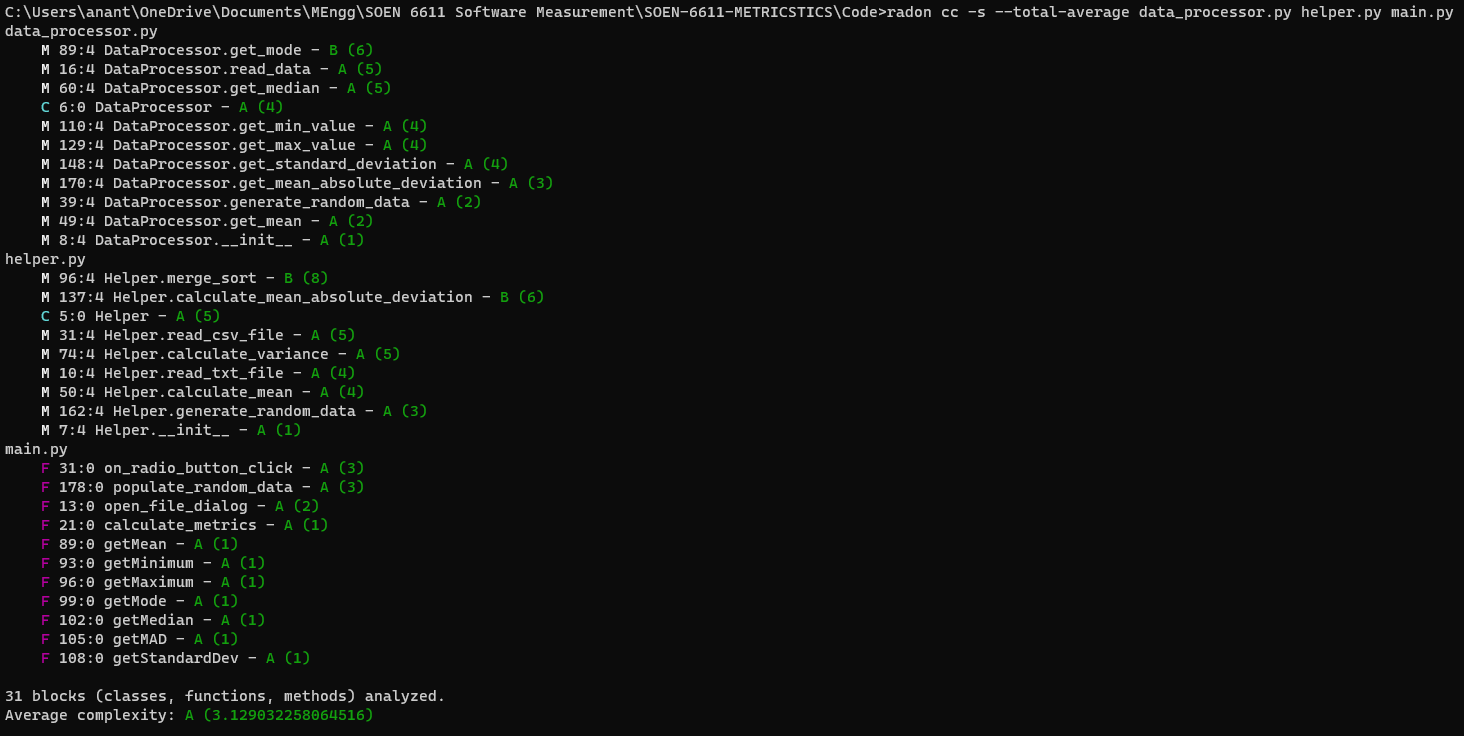 C:\Users\anant\OneDrive\Documents\MEngg\SOEN 6611 Software Measurement\SOEN-6611-METRICSTICS\Code>radon cc -s --total-average data_processor.py helper.py main.py
data_processor.py
    M 89:4 DataProcessor.get_mode - B (6)
    M 16:4 DataProcessor.read_data - A (5)
    M 60:4 DataProcessor.get_median - A (5)
    C 6:0 DataProcessor - A (4)
    M 110:4 DataProcessor.get_min_value - A (4)
    M 129:4 DataProcessor.get_max_value - A (4)
    M 148:4 DataProcessor.get_standard_deviation - A (4)
    M 170:4 DataProcessor.get_mean_absolute_deviation - A (3)
    M 39:4 DataProcessor.generate_random_data - A (2)
    M 49:4 DataProcessor.get_mean - A (2)
    M 8:4 DataProcessor.__init__ - A (1)
helper.py
    M 96:4 Helper.merge_sort - B (8)
    M 137:4 Helper.calculate_mean_absolute_deviation - B (6)
    C 5:0 Helper - A (5)
    M 31:4 Helper.read_csv_file - A (5)
    M 74:4 Helper.calculate_variance - A (5)
    M 10:4 Helper.read_txt_file - A (4)
    M 50:4 Helper.calculate_mean - A (4)
    M 162:4 Helper.generate_random_data - A (3)
    M 7:4 Helper.__init__ - A (1)
main.py
    F 31:0 on_radio_button_click - A (3)
    F 178:0 populate_random_data - A (3)
    F 13:0 open_file_dialog - A (2)
    F 21:0 calculate_metrics - A (1)
    F 89:0 getMean - A (1)
    F 93:0 getMinimum - A (1)
    F 96:0 getMaximum - A (1)
    F 99:0 getMode - A (1)
    F 102:0 getMedian - A (1)
    F 105:0 getMAD - A (1)
    F 108:0 getStandardDev - A (1)

31 blocks (classes, functions, methods) analyzed.
Average complexity: A (3.129032258064516)